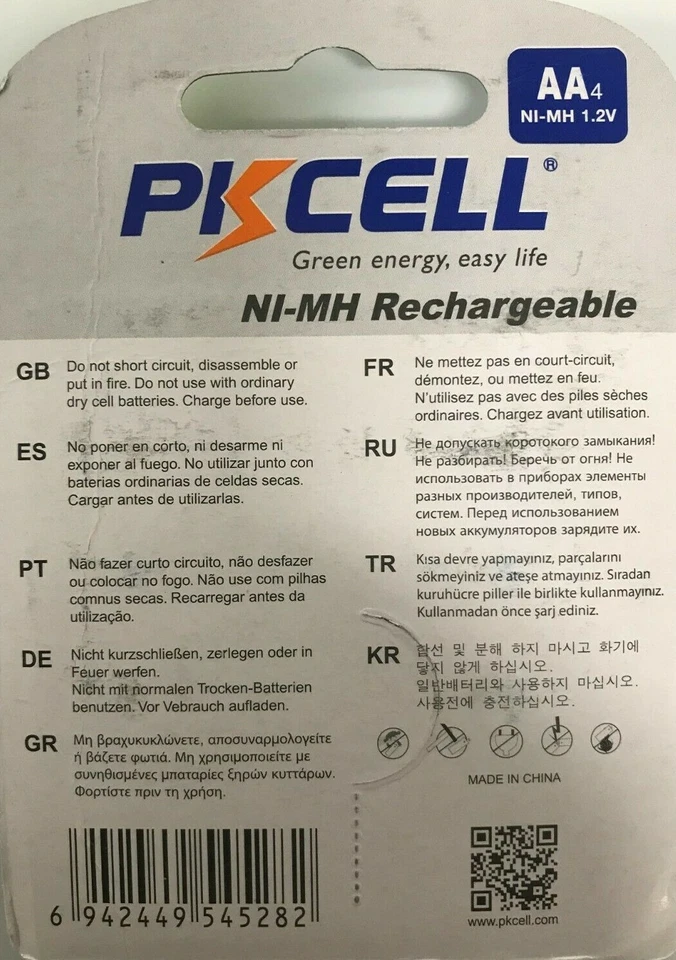 AA4
NI-MH 1.2V
PKCELL®
Green energy, easy life
NI-MH Rechargeable
GB
Do not short circuit, disassemble or
put in fire. Do not use with ordinary
dry cell batteries. Charge before use.
ES
No poner en corto, ni desarme ni
exponer al fuego. No utilizar junto con
baterias ordinarias de celdas secas.
Cargar antes de utilizarlas.
PT
Não fazer curto circuito, não desfazer
ou colocar no fogo. Não use com pilhas
comnus secas. Recarregar antes da
utilização.
DE
Nicht kurzschließen, zerlegen oder in
Feuer werfen.
Nicht mit normalen Trocken-Batterien
benutzen. Vor Vebrauch aufladen.
GR
Μη βραχυκυκλώνετε, αποσυναρμολογείτε
ή βάζετε φωτιά. Μη χρησιμοποιείτε με
συνηθισμένες μπαταρίες ξηρών κυττάρων.
Φορτίστε πριν τη χρήση.
FR
Ne mettez pas en court-circuit,
démontez, ou mettez en feu.
N'utilisez pas avec des piles sèches
ordinaires. Chargez avant utilisation.
RU
Не допускать коротокого замыкания!
Не разбирать! Беречь от огня! Не
использовать в приборах элементы
разных производителей, типов,
систем. Перед использованием
новых аккумуляторов зарядите их.
TR
Kısa devre yapmayınız, parçalarını
sökmeyiniz ve ateşe atmayınız. Sıradan
kuruhücre piller ile birlikte kullanmayınız.
Kullanmadan önce şarj ediniz.
KR
합선 및 분해 하지 마시고 화기에
닿지 않게 하십시오.
일반배터리와 사용하지 마십시오.
사용전에 충전하십시오.
MADE IN CHINA
6 942449 545282
www.pkcell.com